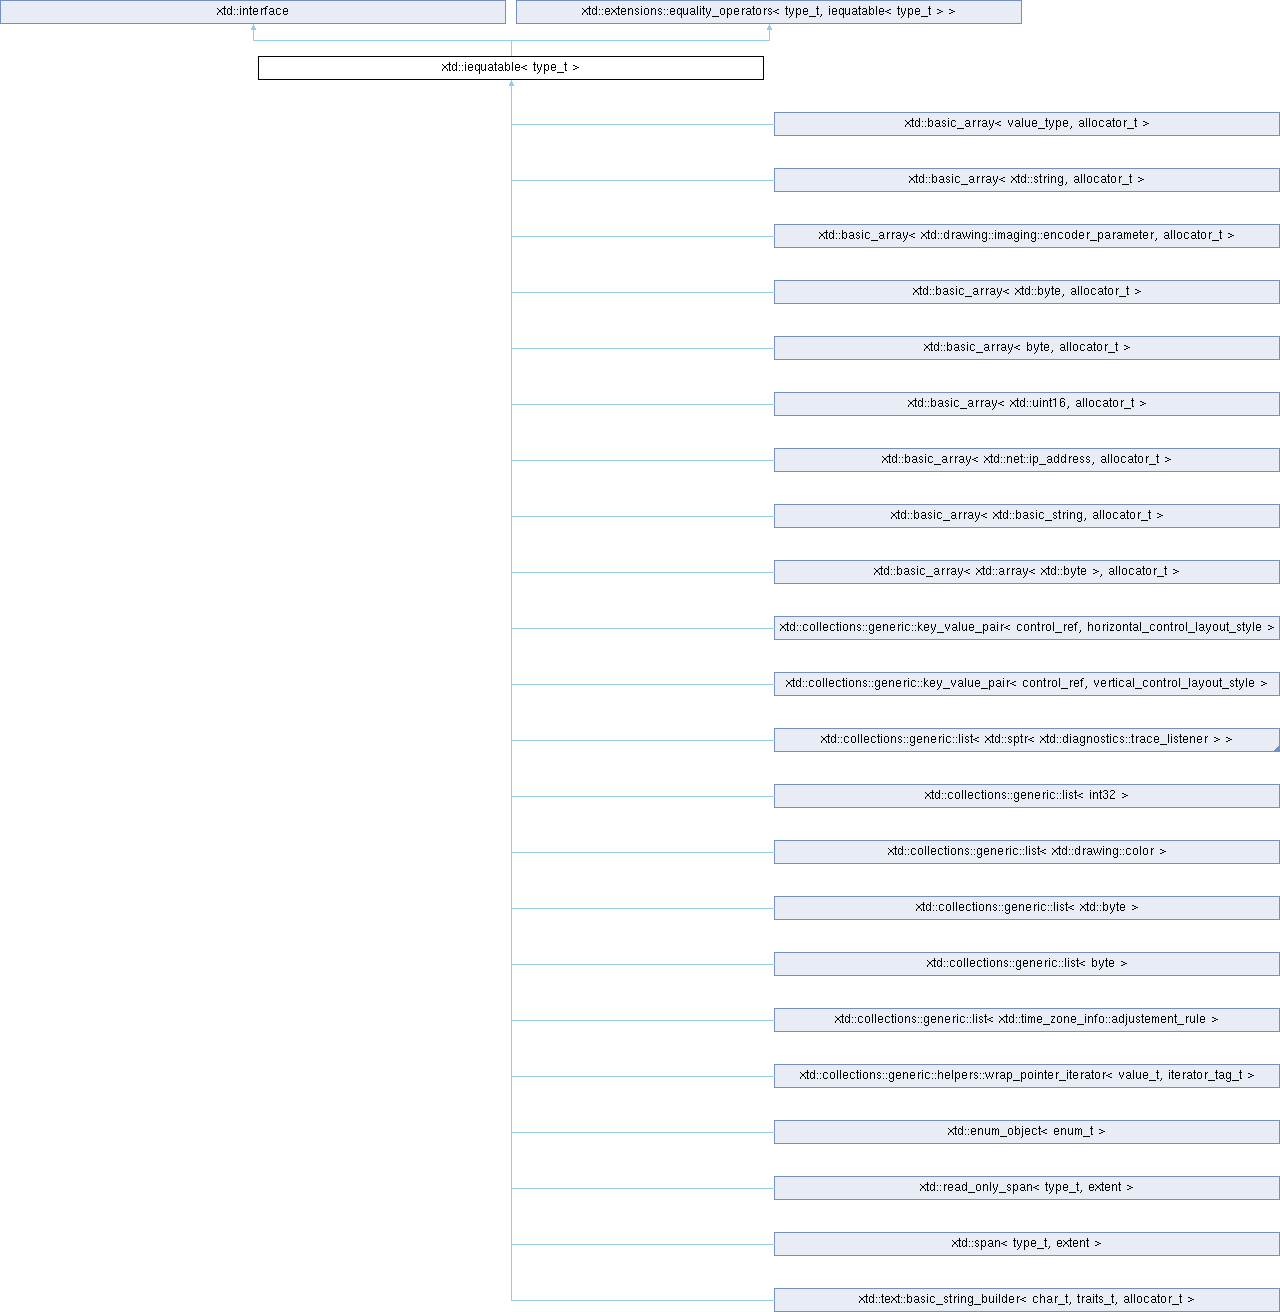 xtd::interface
xtd::extensions::equality_operators< type_t, iequatable< type_t > >
xtd::iequatable< type_t >
xtd::basic_array< value_type, allocator_t >
xtd::basic_array< xtd::string, allocator_t >
xtd::basic_array< xtd::drawing::imaging::encoder_parameter, allocator_t >
xtd::basic_array< xtd::byte, allocator_t >
xtd::basic_array< byte, allocator_t >
xtd::basic_array< xtd::uint16, allocator_t >
xtd::basic_array< xtd::net::ip_address, allocator_t >
xtd::basic_array< xtd::basic_string, allocator_t >
xtd::basic_array< xtd::array< xtd::byte >, allocator_t >
xtd::collections::generic::key_value_pair< control_ref, horizontal_control_layout_style >
xtd::collections::generic::key_value_pair< control_ref, vertical_control_layout_style >
xtd::collections::generic::list< xtd::sptr< xtd::diagnostics::trace_listener > >
xtd::collections::generic::list< int32 >
xtd::collections::generic::list< xtd::drawing::color >
xtd::collections::generic::list< xtd::byte >
xtd::collections::generic::list< byte >
xtd::collections::generic::list< xtd::time_zone_info::adjustement_rule >
xtd::collections::generic::helpers::wrap_pointer_iterator< value_t, iterator_tag_t >
xtd::enum_object< enum_t >
xtd::read_only_span< type_t, extent >
xtd::span< type_t, extent >
xtd::text::basic_string_builder< char_t, traits_t, allocator_t >